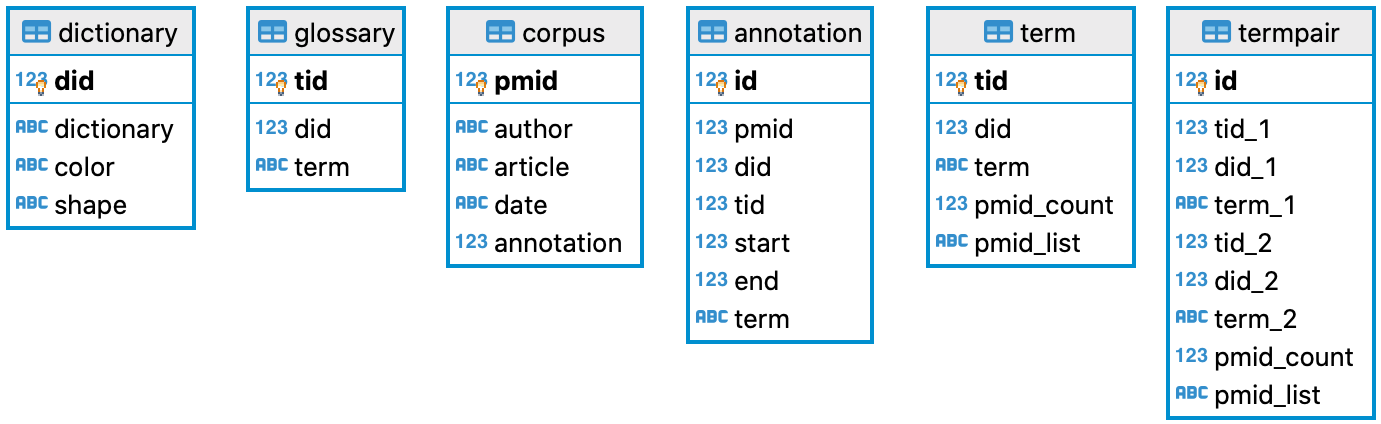 dictionary
123 did
ABC dictionary
ABC color
ABC shape
glossary
123 tid
123 did
ABC term
corpus
123 pmid
ABC author
ABC article
ABC date
123 annotation
annotation
123 id
123 pmid
123 did
123 tid
123 start
123 end
ABC term
term
123 tid
123 did
ABC term
123 pmid_count
ABC pmid_list
termpair
123 id
123 tid_1
123 did_1
ABC term_1
123 tid_2
123 did_2
ABC term_2
123 pmid_count
ABC pmid_list